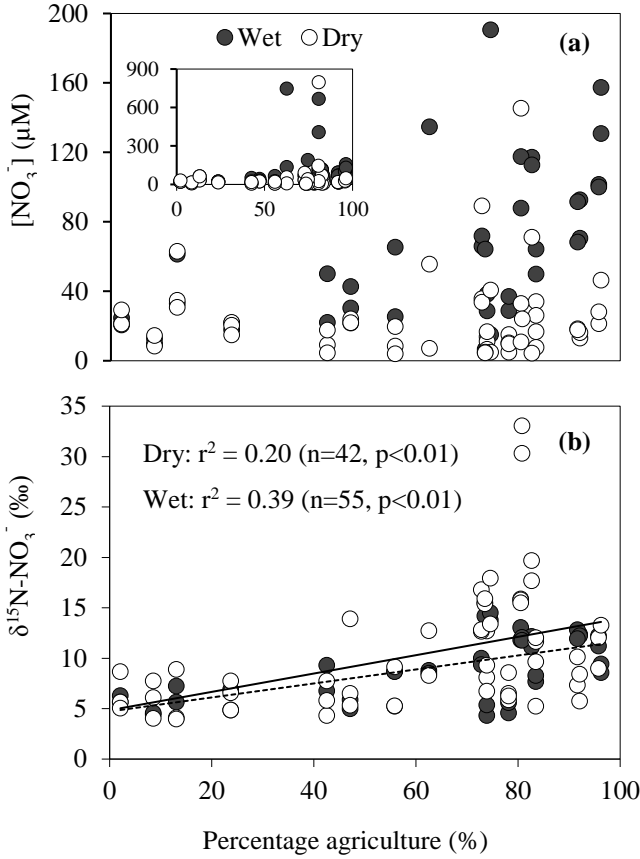 Wet Dry
(a)
200
160
120
80
40
0
[NO₃⁻] (µM)
900
600
300
0
0 50 100
(b)
35
30
25
20
15
10
5
0
δ¹⁵N-NO₃⁻ (‰)
Dry: r² = 0.20 (n=42, p<0.01)
Wet: r² = 0.39 (n=55, p<0.01)
0 20 40 60 80 100
Percentage agriculture (%)